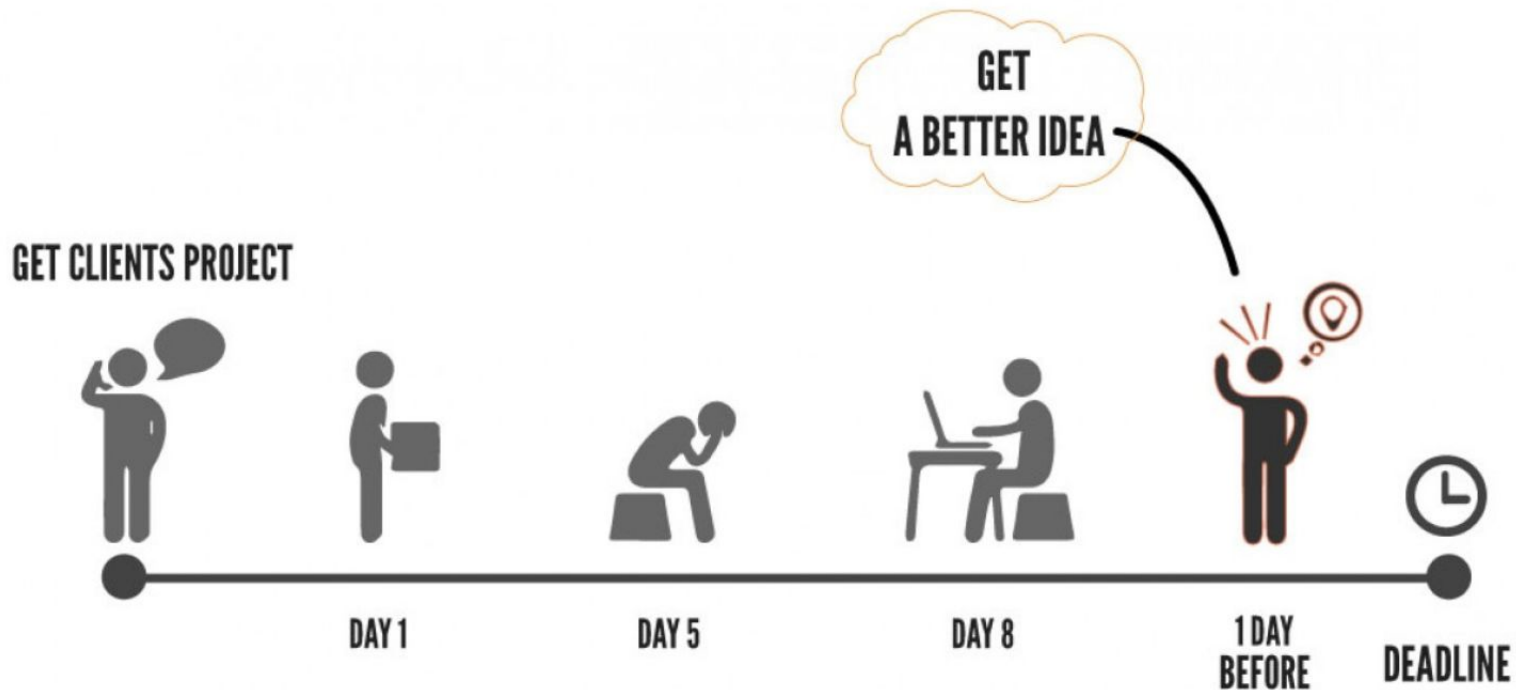 GET
A BETTER IDEA
GET CLIENTS PROJECT
DAY 1
DAY 5
DAY 8
1 DAY
BEFORE
DEADLINE